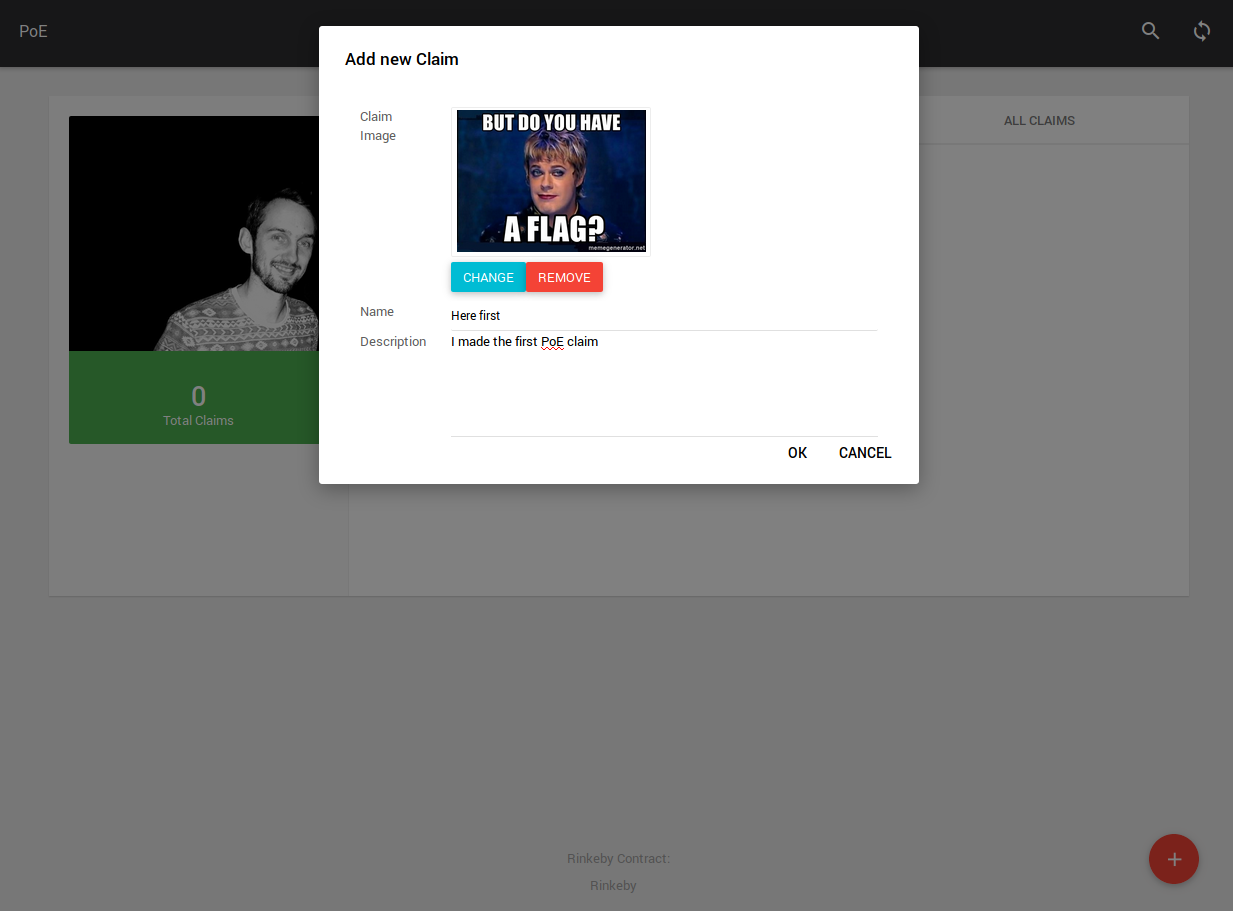 PoE
Add new Claim
Claim
Image
BUT DO YOU HAVE
A FLAG?
memegenerator.net
CHANGE REMOVE
Name
Here first
Description
I made the first PoE claim
OK CANCEL
ALL CLAIMS
0
Total Claims
Rinkeby Contract:
Rinkeby
+